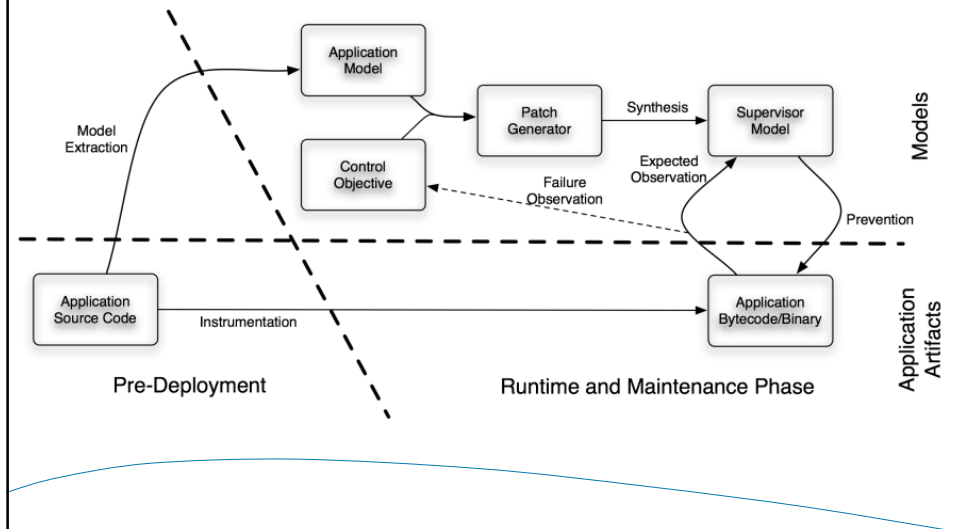 Application
Model
Model
Extraction
Patch
Generator
Synthesis
Supervisor
Model
Models
Control
Objective
Failure
Observation
Expected
Observation
Prevention
Application
Source Code
Instrumentation
Application
Bytecode/Binary
Application
Artifacts
Pre-Deployment
Runtime and Maintenance Phase